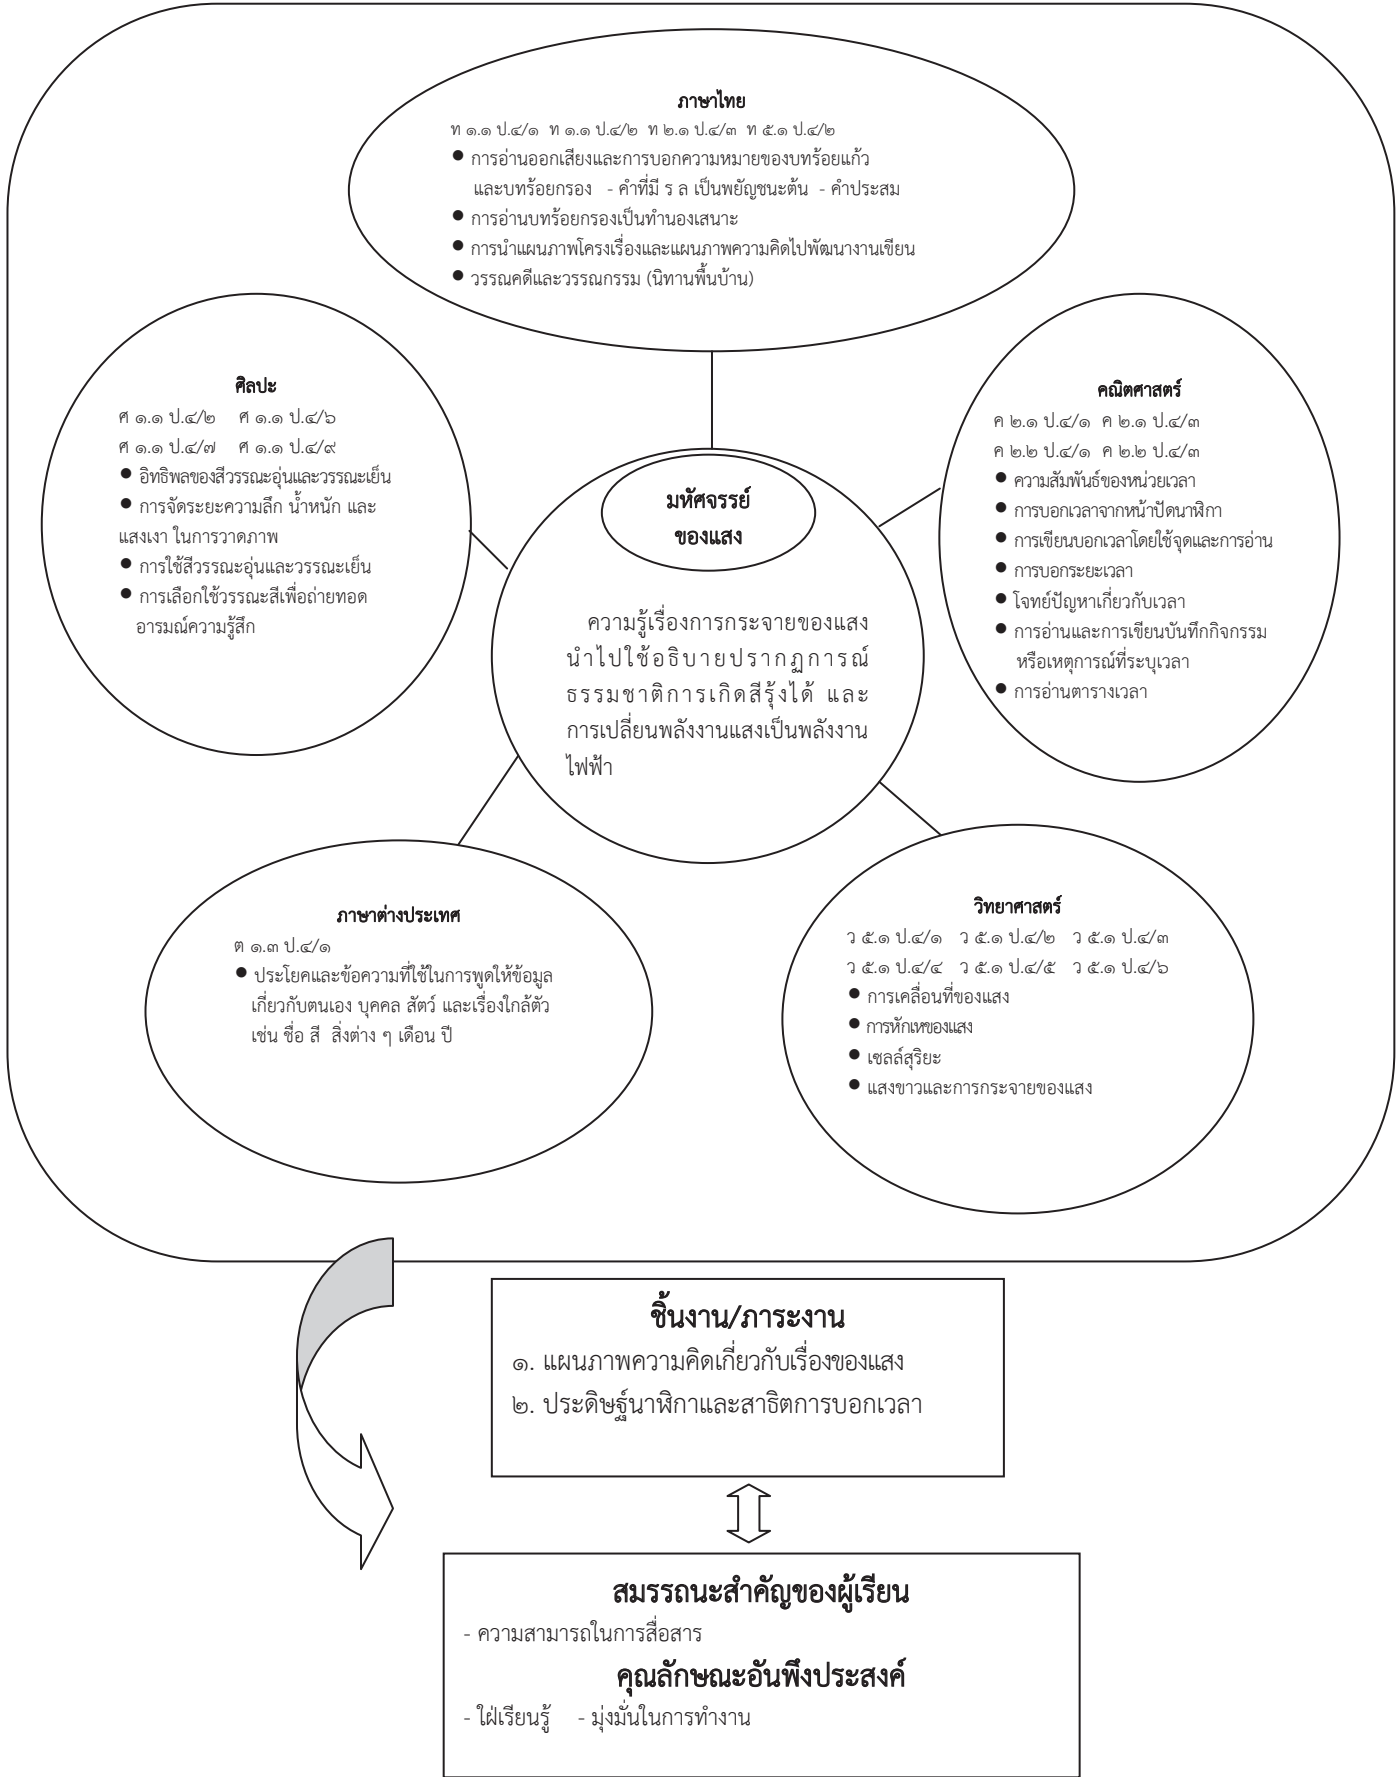 ภาษาไทย
ท ๑.๑ ป.๔/๑ ท ๑.๑ ป.๔/๒ ท ๒.๑ ป.๔/๓ ท ๕.๑ ป.๔/๒
● การอ่านออกเสียงและการบอกความหมายของบทร้อยแก้ว
และบทร้อยกรอง - คำที่มี ร ล เป็นพยัญชนะต้น - คำประสม
● การอ่านบทร้อยกรองเป็นทำนองเสนาะ
● การนำแผนภาพโครงเรื่องและแผนภาพความคิดไปพัฒนางานเขียน
● วรรณคดีและวรรณกรรม (นิทานพื้นบ้าน)
ศิลปะ
ศ ๑.๑ ป.๔/๒ ศ ๑.๑ ป.๔/๖
ศ ๑.๑ ป.๔/๗ ศ ๑.๑ ป.๔/๙
● อิทธิพลของสีวรรณะอุ่นและวรรณะเย็น
● การจัดระยะความลึก น้ำหนัก และ
แสงเงา ในการวาดภาพ
● การใช้สีวรรณะอุ่นและวรรณะเย็น
● การเลือกใช้วรรณะสีเพื่อถ่ายทอด
อารมณ์ความรู้สึก
คณิตศาสตร์
ค ๒.๑ ป.๔/๑ ค ๒.๑ ป.๔/๓
ค ๒.๒ ป.๔/๑ ค ๒.๒ ป.๔/๓
● ความสัมพันธ์ของหน่วยเวลา
● การบอกเวลาจากหน้าปัดนาฬิกา
● การเขียนบอกเวลาโดยใช้จุดและการอ่าน
● การบอกระยะเวลา
● โจทย์ปัญหาเกี่ยวกับเวลา
● การอ่านและการเขียนบันทึกกิจกรรม
หรือเหตุการณ์ที่ระบุเวลา
● การอ่านตารางเวลา
มหัศจรรย์
ของแสง
ความรู้เรื่องการกระจายของแสง
นำไปใช้อธิบายปรากฏการณ์
ธรรมชาติการเกิดสีรุ้งได้ และ
การเปลี่ยนพลังงานแสงเป็นพลังงาน
ไฟฟ้า
ภาษาต่างประเทศ
ต ๑.๓ ป.๔/๑
● ประโยคและข้อความที่ใช้ในการพูดให้ข้อมูล
เกี่ยวกับตนเอง บุคคล สัตว์ และเรื่องใกล้ตัว
เช่น ชื่อ สี สิ่งต่าง ๆ เดือน ปี
วิทยาศาสตร์
ว ๕.๑ ป.๔/๑ ว ๕.๑ ป.๔/๒ ว ๕.๑ ป.๔/๓
ว ๕.๑ ป.๔/๔ ว ๕.๑ ป.๔/๕ ว ๕.๑ ป.๔/๖
● การเคลื่อนที่ของแสง
● การหักเหของแสง
● เซลล์สุริยะ
● แสงขาวและการกระจายของแสง
ชิ้นงาน/ภาระงาน
๑. แผนภาพความคิดเกี่ยวกับเรื่องของแสง
๒. ประดิษฐ์นาฬิกาและสาธิตการบอกเวลา
สมรรถนะสำคัญของผู้เรียน
- ความสามารถในการสื่อสาร
คุณลักษณะอันพึงประสงค์
- ใฝ่เรียนรู้ - มุ่งมั่นในการทำงาน